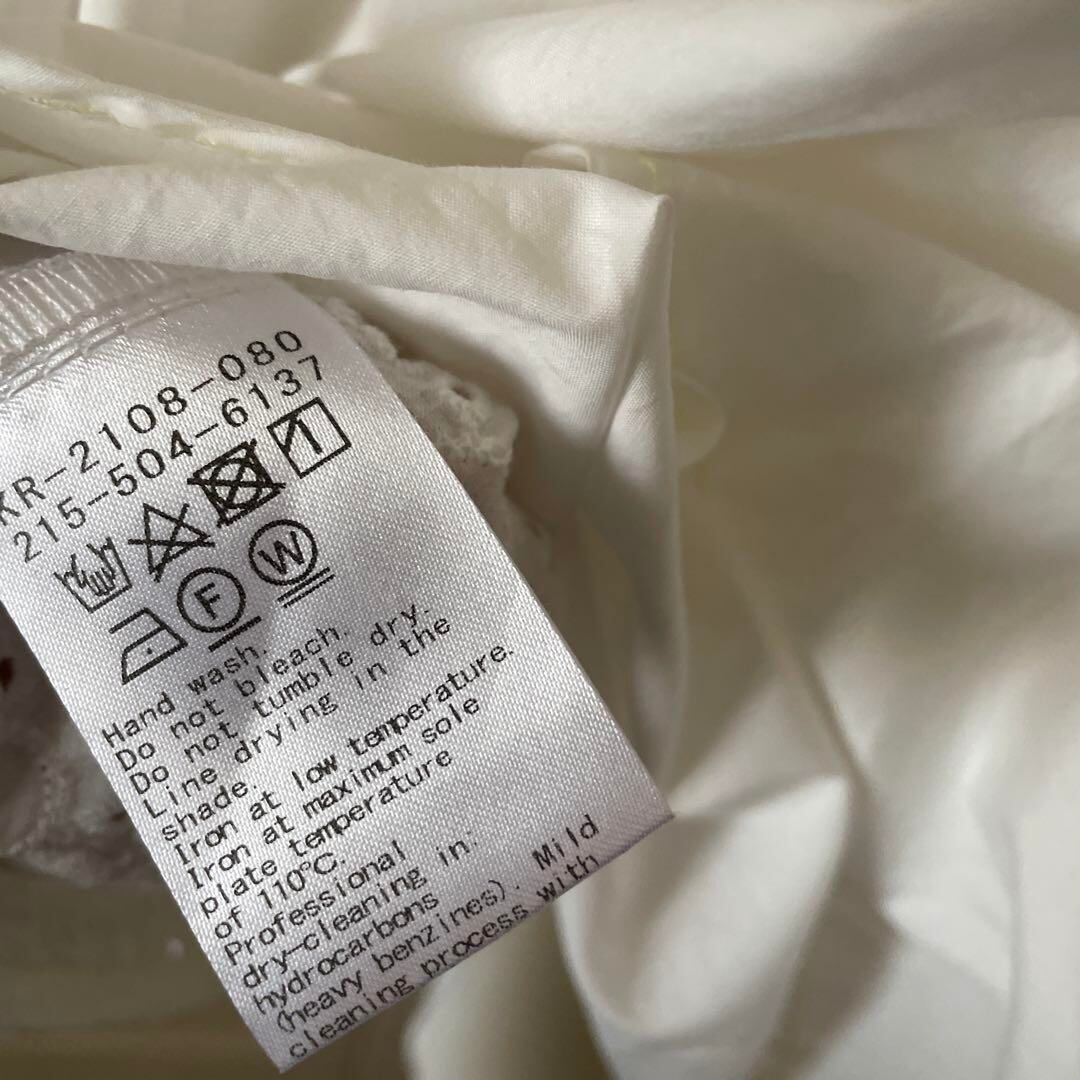 KR-2108-080
215-504-6137
F W
Hand wash.
Do not bleach.
Do not tumble dry.
Line drying in the
shade.
Iron at low temperature.
Iron at maximum sole
plate temperature
of 110℃.
Professional
dry-cleaning in:
hydrocarbons
(heavy benzines). Mild
cleaning process with